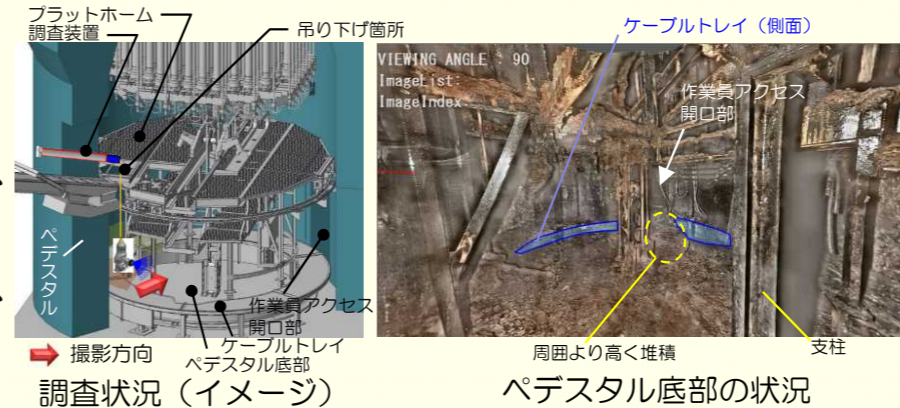 プラットホーム
調査装置
吊り下げ箇所
ペデスタル
作業員アクセス
開口部
ケーブルトレイ
ペデスタル底部
撮影方向
調査状況（イメージ）
ケーブルトレイ（側面）
VIEWING ANGLE : 90
ImageList:
ImageIndex
作業員アクセス
開口部
周囲より高く堆積
支柱
ペデスタル底部の状況